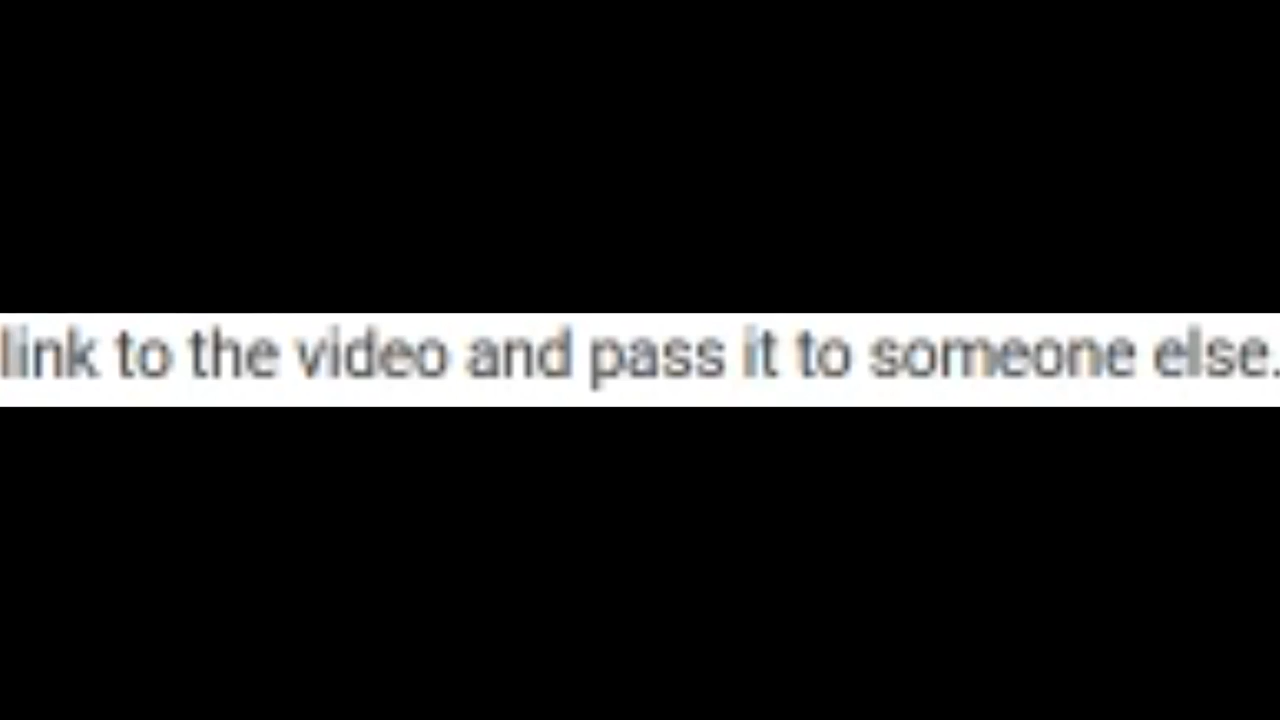 link to the video and pass it to someone else.